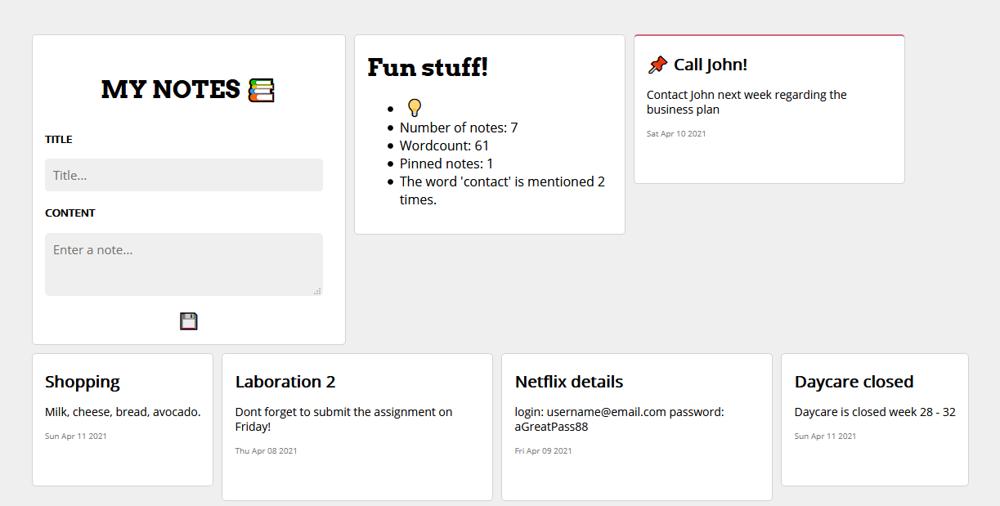 MY NOTES
TITLE
Title...
CONTENT
Enter a note...
Fun stuff!
Number of notes: 7
Wordcount: 61
Pinned notes: 1
The word 'contact' is mentioned 2
times.
Call John!
Contact John next week regarding the
business plan
Sat Apr 10 2021
Shopping
Milk, cheese, bread, avocado.
Sun Apr 11 2021
Laboration 2
Dont forget to submit the assignment on
Friday!
Thu Apr 08 2021
Netflix details
login: username@email.com password:
aGreatPass88
Fri Apr 09 2021
Daycare closed
Daycare is closed week 28 - 32
Sun Apr 11 2021